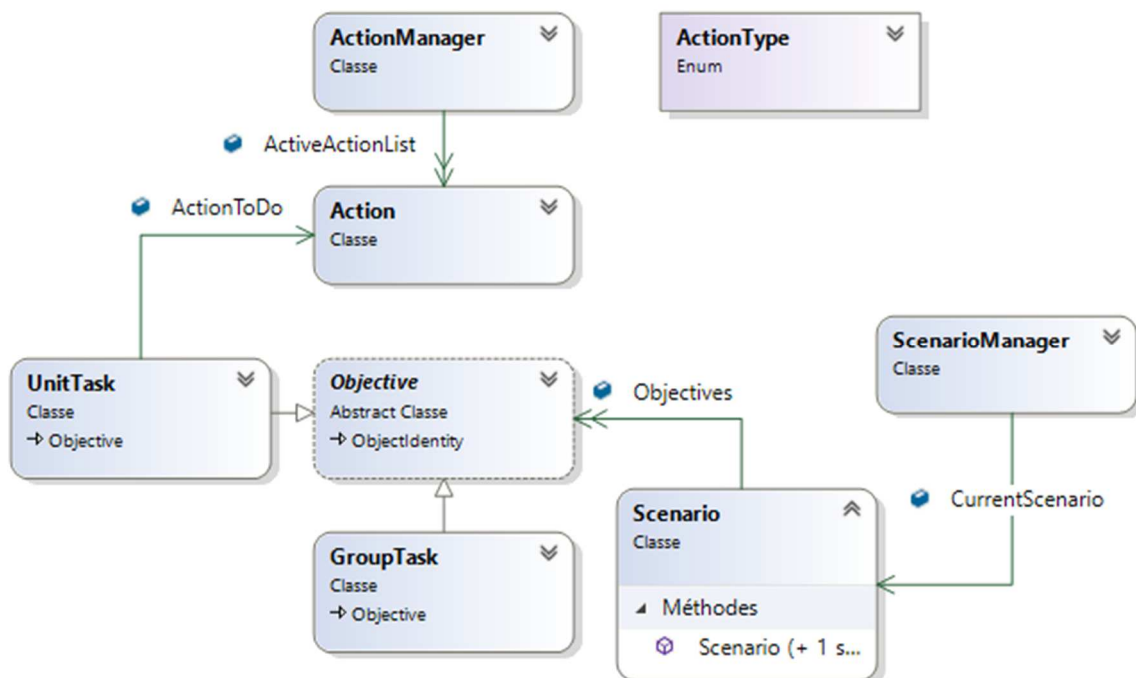 ActionManager
Classe
ActionType
Enum
ActiveActionList
ActionToDo
Action
Classe
ScenarioManager
Classe
UnitTask
Classe
Objective
Objective
Abstract Classe
ObjectIdentity
Objectives
CurrentScenario
Scenario
Classe
Méthodes
Scenario (+ 1 s...
GroupTask
Classe
Objective